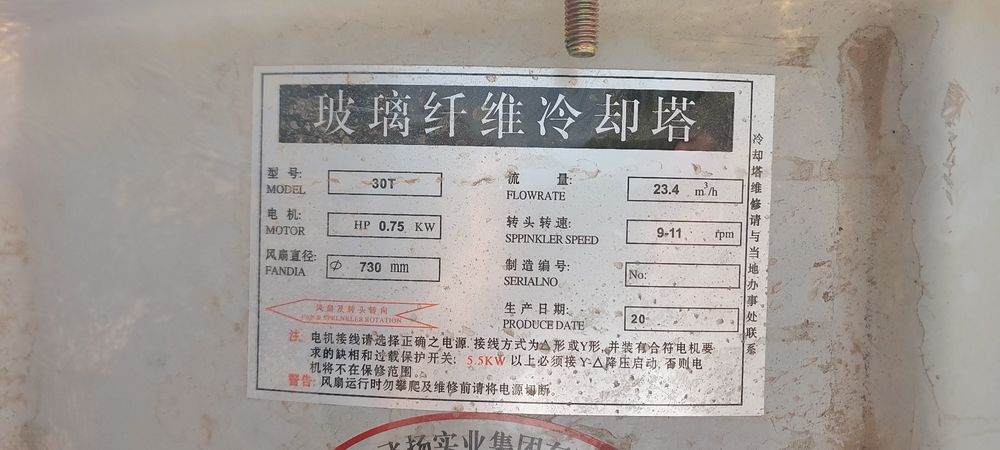 玻璃纤维冷却塔
型号: MODEL 30T
流量: FLOWRATE 23.4 m³/h
电机: MOTOR HP 0.75 KW
转头转速: SPPINKLER SPEED 9-11 rpm
风扇直径: FANDIA Φ 730 mm
制造编号: SERIALNO No:
生产日期: PRODUCE DATE 20
风扇及转头转向
FAN & SPRLNKLER ROTATION
注. 电机接线请选择正确之电源. 接线方式为△形或Y形, 并装有合符电机要
求的缺相和过载保护开关; 5.5KW 以上必须接 Y-△降压启动, 否则电
机将不在保修范围。
警告: 风扇运行时勿攀爬及维修前请将电源切断。
冷却塔维修请与当地办事处联系
飞扬实业集团有